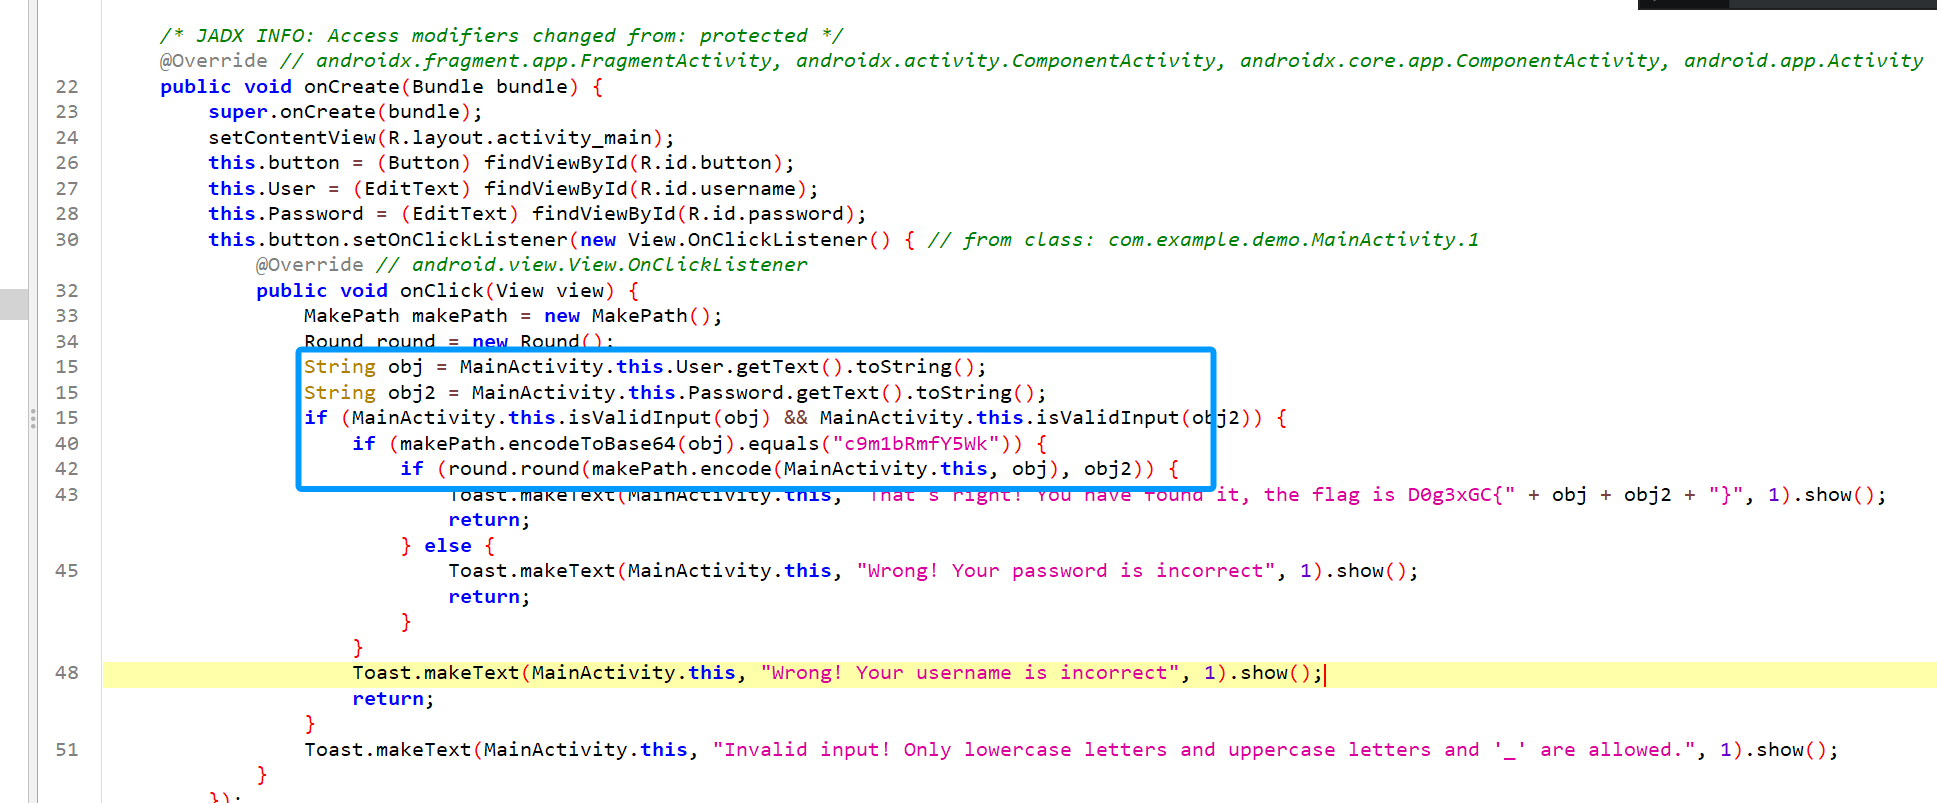 /* JADX INFO: Access modifiers changed from: protected */
@Override // androidx.fragment.app.FragmentActivity, androidx.activity.ComponentActivity, androidx.core.app.ComponentActivity, android.app.Activity
22 public void onCreate(Bundle bundle) {
23 super.onCreate(bundle);
24 setContentView(R.layout.activity_main);
26 this.button = (Button) findViewById(R.id.button);
27 this.User = (EditText) findViewById(R.id.username);
28 this.Password = (EditText) findViewById(R.id.password);
30 this.button.setOnClickListener(new View.OnClickListener() { // from class: com.example.demo.MainActivity.1
@Override // android.view.View.OnClickListener
32 public void onClick(View view) {
33 MakePath makePath = new MakePath();
34 Round round = new Round();
15 String obj = MainActivity.this.User.getText().toString();
15 String obj2 = MainActivity.this.Password.getText().toString();
15 if (MainActivity.this.isValidInput(obj) && MainActivity.this.isValidInput(obj2)) {
40 if (makePath.encodeToBase64(obj).equals("c9m1bRmfY5Wk")) {
42 if (round.round(makePath.encode(MainActivity.this, obj), obj2)) {
43 Toast.makeText(MainActivity.this, "That's right! You have found it, the flag is D0g3xGC{" + obj + obj2 + "}", 1).show();
return;
} else {
45 Toast.makeText(MainActivity.this, "Wrong! Your password is incorrect", 1).show();
return;
}
}
48 Toast.makeText(MainActivity.this, "Wrong! Your username is incorrect", 1).show();
return;
}
51 Toast.makeText(MainActivity.this, "Invalid input! Only lowercase letters and uppercase letters and '_' are allowed.", 1).show();
}
});